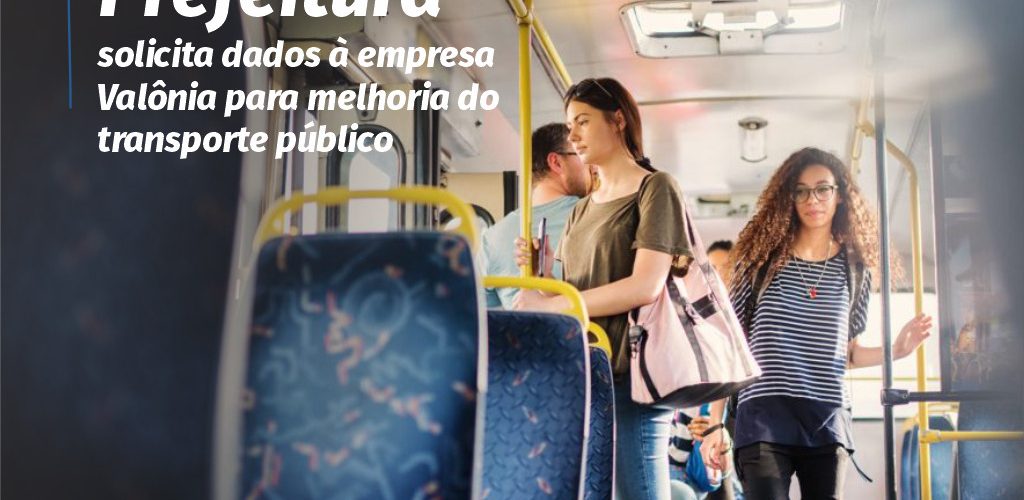 Prefeitura
solicita dados à empresa
Valônia para melhoria do
transporte público